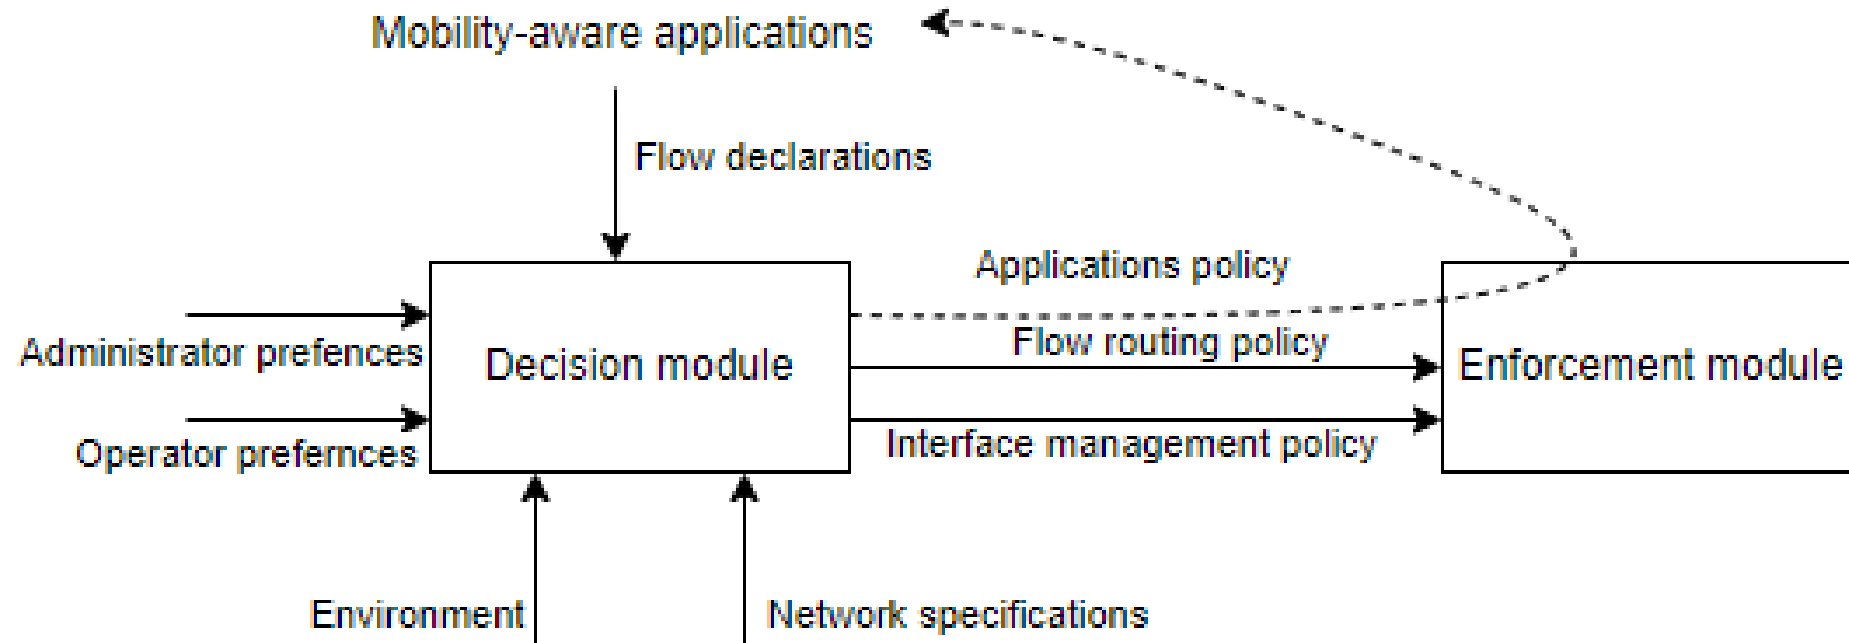 Mobility-aware applications
Flow declarations
Applications policy
Flow routing policy
Administrator prefences
Decision module
Enforcement module
Interface management policy
Operator prefernces
Environment
Network specifications